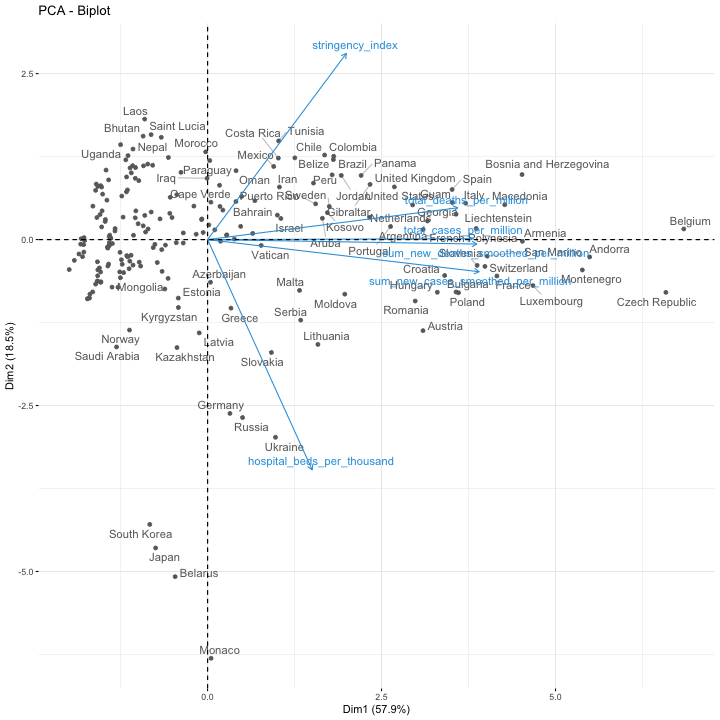 PCA - Biplot
stringency_index
2.5
Laos
Bhutan
Saint Lucia
Tunisia
Costa Rica
Nepal
Morocco
Chile
Colombia
Uganda
Mexico
Belize
Brazil
Panama
Bosnia and Herzegovina
Iraq
Paraguay
Oman
Iran
Peru
United Kingdom
Spain
Cape Verde
Puerto Rico
Sweden
Jordan
United States
Guam
Italy
Macedonia
total_deaths_per_million
Bahrain
Gibraltar
Netherlands
Georgia
Liechtenstein
Belgium
Israel
Kosovo
total_cases_per_million
Argentina
French Polynesia
Armenia
0.0
Aruba
Vatican
Portugal
sum_new_deaths_smoothed_per_million
Slovenia
San Marino
Andorra
Azerbaijan
Croatia
Switzerland
Montenegro
Mongolia
Estonia
Malta
sum_new_cases_smoothed_per_million
Hungary
Bulgaria
France
Moldova
Poland
Luxembourg
Czech Republic
Kyrgyzstan
Greece
Serbia
Romania
Norway
Latvia
Lithuania
Austria
Saudi Arabia
Kazakhstan
Slovakia
Dim2 (18.5%)
-2.5
Germany
Russia
Ukraine
hospital_beds_per_thousand
South Korea
Japan
-5.0
Belarus
Monaco
0.0
2.5
5.0
Dim1 (57.9%)